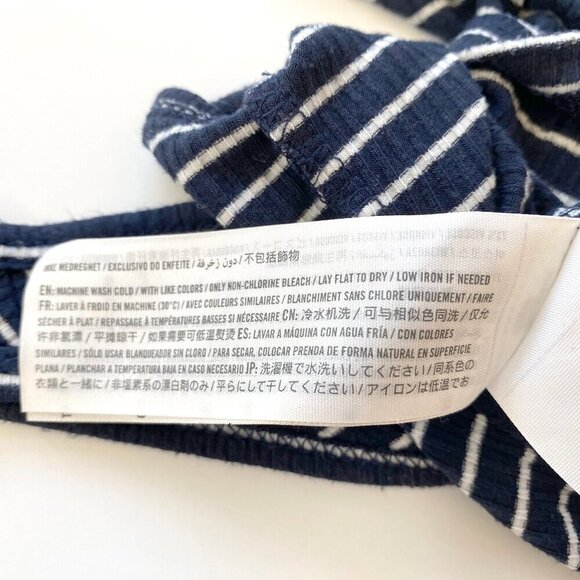 IKKE MEDREGNET / EXCLUSIVO DO ENFEITE / دون زخرفة / 不包括飾物
EN: MACHINE WASH COLD / WITH LIKE COLORS / ONLY NON-CHLORINE BLEACH / LAY FLAT TO DRY / LOW IRON IF NEEDED
FR: LAVER À FROID EN MACHINE (30°C) / AVEC COULEURS SIMILAIRES / BLANCHIMENT SANS CHLORE UNIQUEMENT / FAIRE
SÉCHER À PLAT / REPASSAGE À TEMPÉRATURES BASSES SI NÉCESSAIRE CN: 冷水机洗 / 可与相似色同洗 / 仅允
许非氯漂 / 平摊晾干 / 如果需要可低温熨烫 ES: LAVAR A MÁQUINA CON AGUA FRÍA / CON COLORES
SIMILARES / SÓLO USAR BLANQUEADOR SIN CLORO / PARA SECAR, COLOCAR PRENDA DE FORMA NATURAL EN SUPERFICIE
PLANA / PLANCHAR A TEMPERATURA BAJA EN CASO NECESARIO JP: 洗濯機で水洗いしてください / 同系色の
衣類と一緒に / 非塩素系の漂白剤のみ / 平らにして干してください / アイロンは低温でお